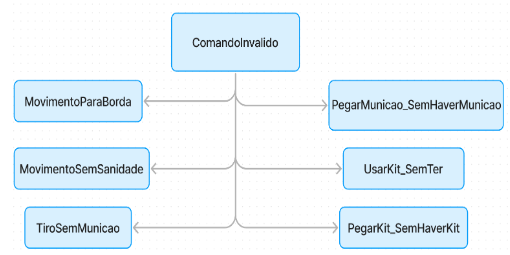 ComandoInvalido
MovimentoParaBorda
PegarMunicao_SemHaverMunicao
MovimentoSemSanidade
UsarKit_SemTer
TiroSemMunicao
PegarKit_SemHaverKit